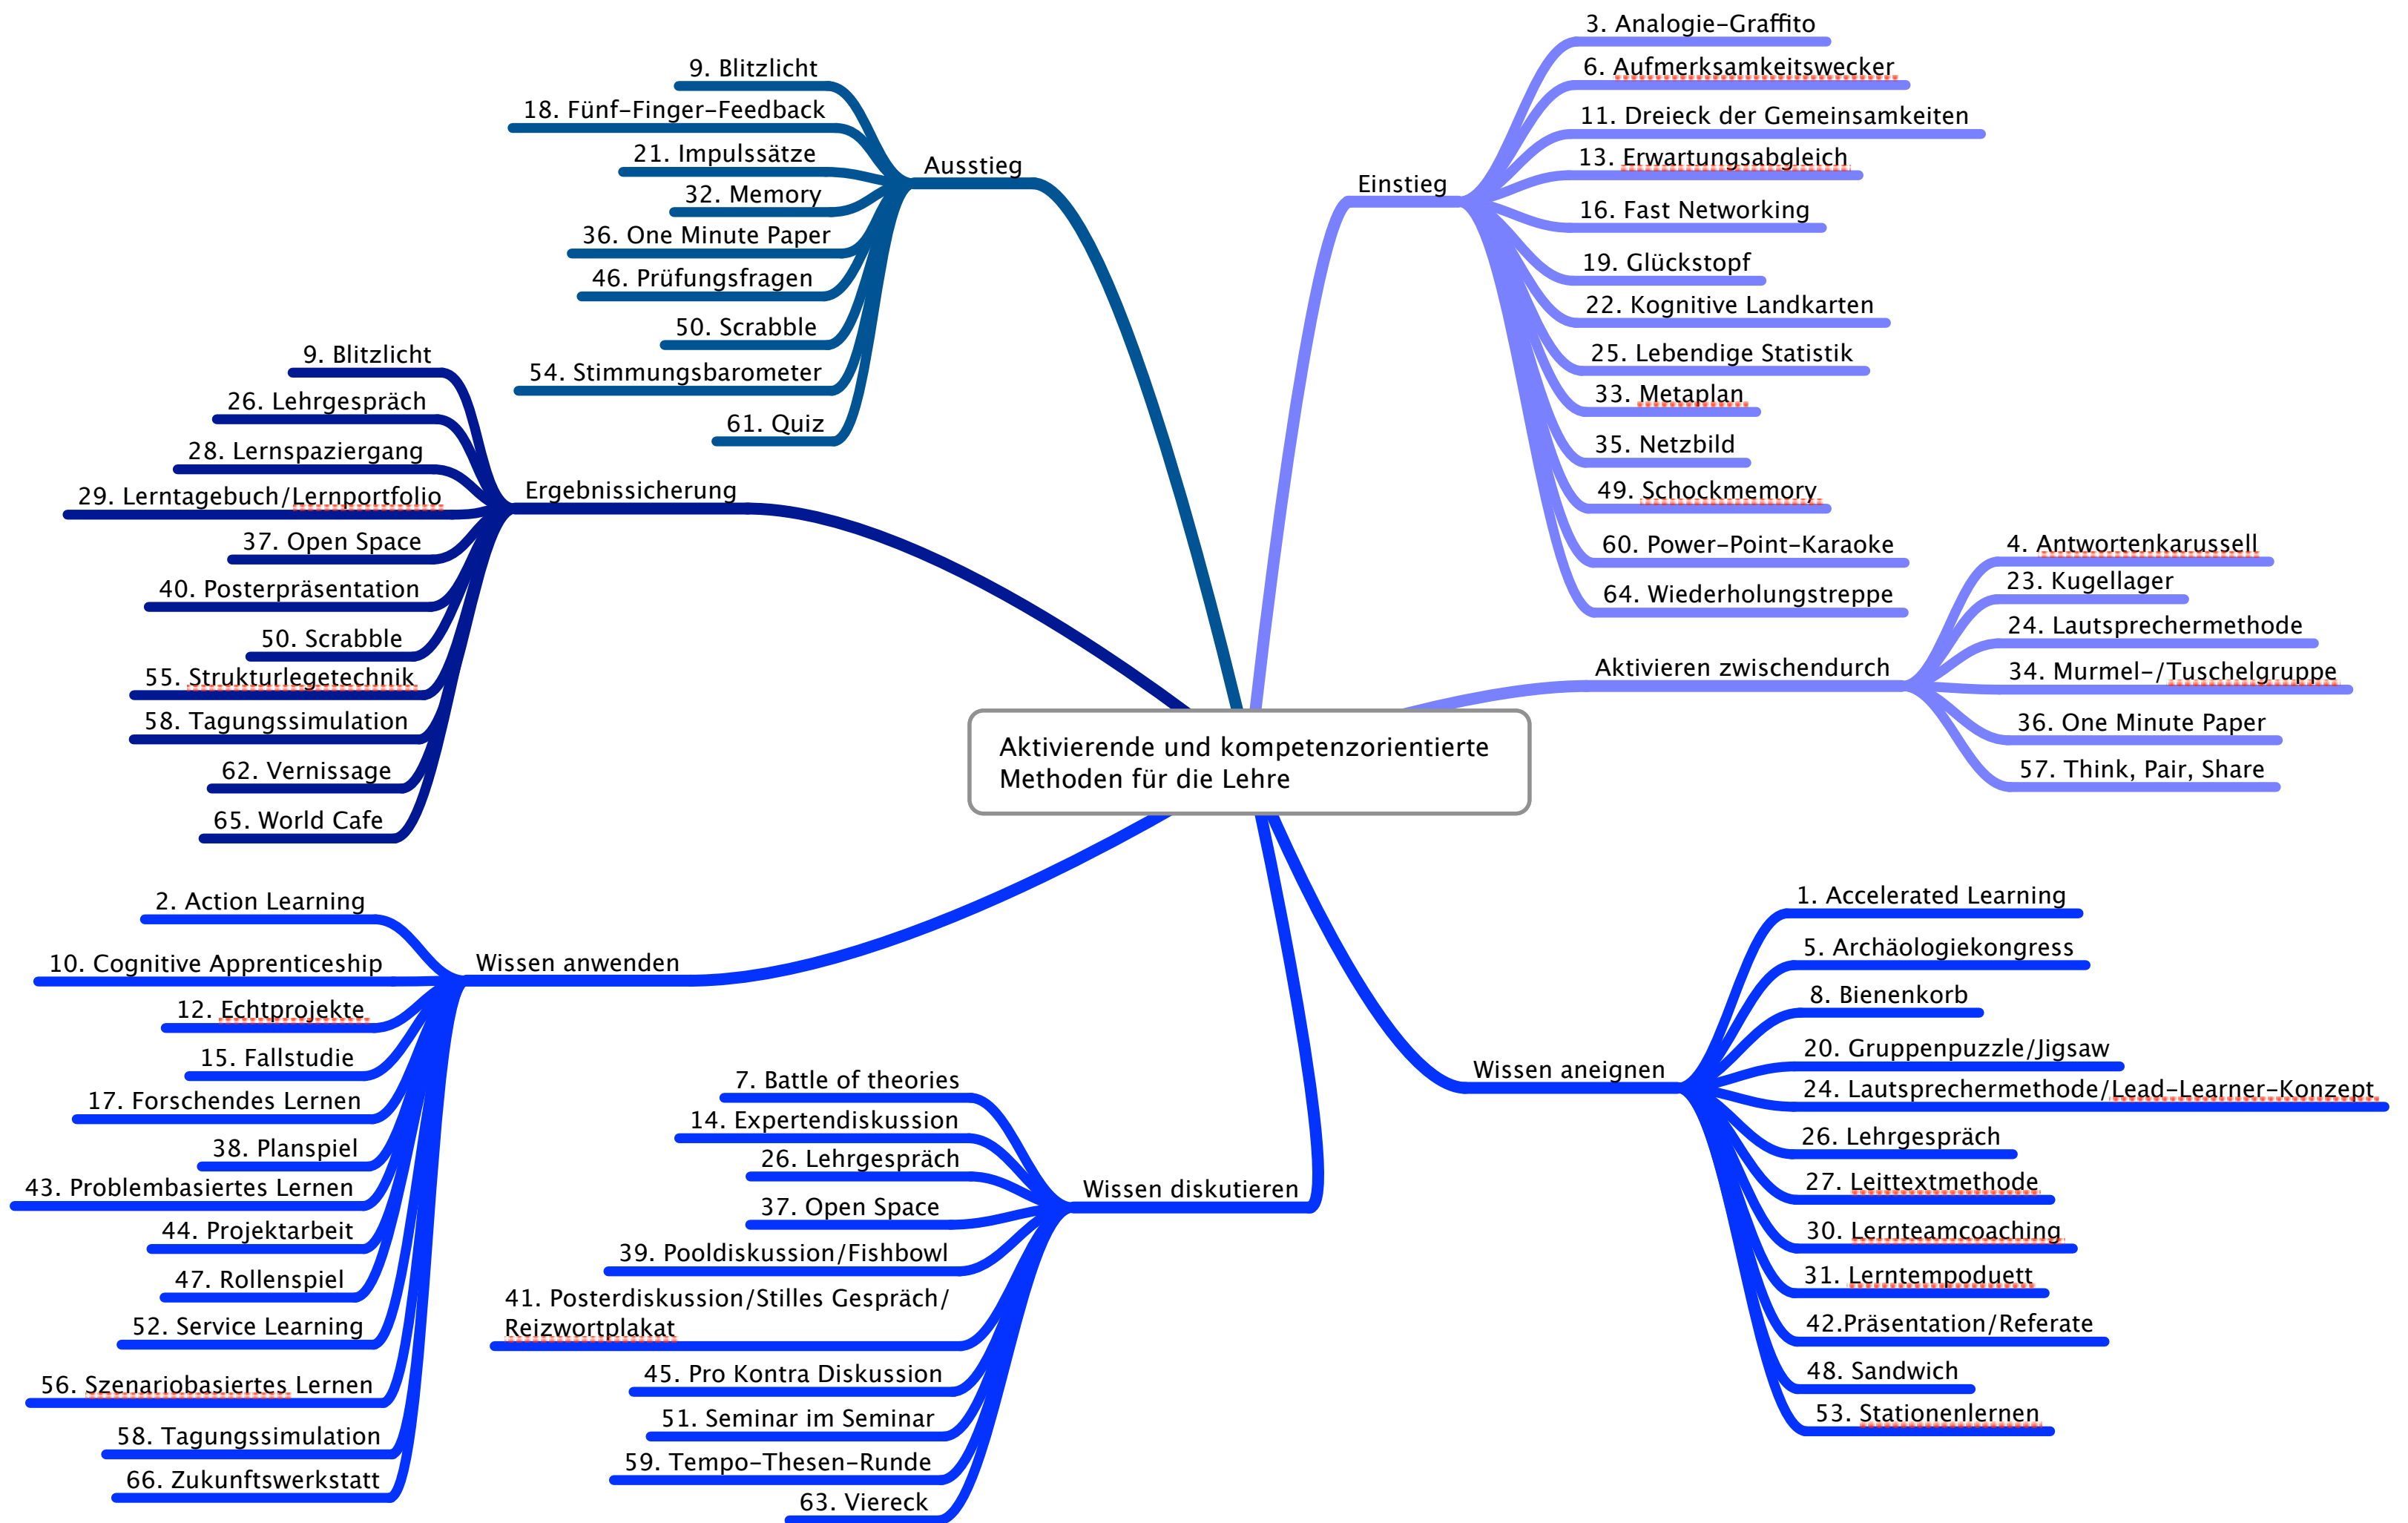 Aktivierende und kompetenzorientierte
Methoden für die Lehre
Einstieg
3. Analogie-Graffito
6. Aufmerksamkeitswecker
11. Dreieck der Gemeinsamkeiten
13. Erwartungsabgleich
16. Fast Networking
19. Glückstopf
22. Kognitive Landkarten
25. Lebendige Statistik
33. Metaplan
35. Netzbild
49. Schockmemory
60. Power-Point-Karaoke
64. Wiederholungstreppe
Aktivieren zwischendurch
4. Antwortenkarussell
23. Kugellager
24. Lautsprechermethode
34. Murmel-/Tuschelgruppe
36. One Minute Paper
57. Think, Pair, Share
Wissen aneignen
1. Accelerated Learning
5. Archäologiekongress
8. Bienenkorb
20. Gruppenpuzzle/Jigsaw
24. Lautsprechermethode/Lead-Learner-Konzept
26. Lehrgespräch
27. Leittextmethode
30. Lernteamcoaching
31. Lerntempoduett
42.Präsentation/Referate
48. Sandwich
53. Stationenlernen
Wissen diskutieren
7. Battle of theories
14. Expertendiskussion
26. Lehrgespräch
37. Open Space
39. Pooldiskussion/Fishbowl
41. Posterdiskussion/Stilles Gespräch/
Reizwortplakat
45. Pro Kontra Diskussion
51. Seminar im Seminar
59. Tempo-Thesen-Runde
63. Viereck
Wissen anwenden
2. Action Learning
10. Cognitive Apprenticeship
12. Echtprojekte
15. Fallstudie
17. Forschendes Lernen
38. Planspiel
43. Problembasiertes Lernen
44. Projektarbeit
47. Rollenspiel
52. Service Learning
56. Szenariobasiertes Lernen
58. Tagungssimulation
66. Zukunftswerkstatt
Ergebnissicherung
9. Blitzlicht
26. Lehrgespräch
28. Lernspaziergang
29. Lerntagebuch/Lernportfolio
37. Open Space
40. Posterpräsentation
50. Scrabble
55. Strukturlegetechnik
58. Tagungssimulation
62. Vernissage
65. World Cafe
Ausstieg
9. Blitzlicht
18. Fünf-Finger-Feedback
21. Impulssätze
32. Memory
36. One Minute Paper
46. Prüfungsfragen
50. Scrabble
54. Stimmungsbarometer
61. Quiz